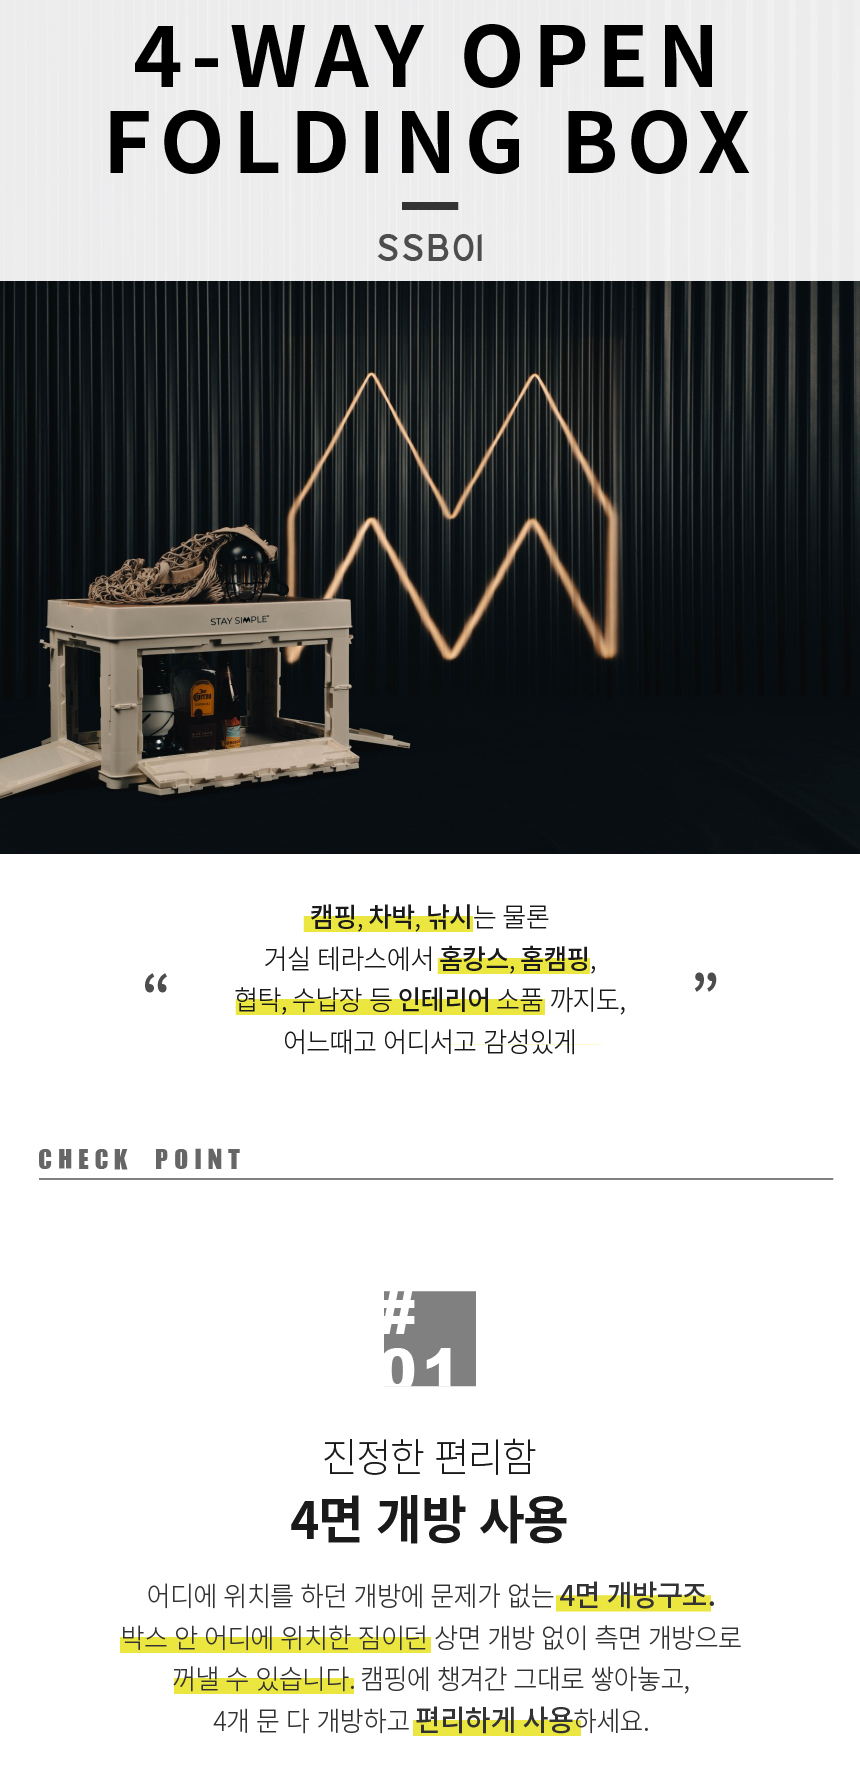 4-WAY OPEN
FOLDING BOX
SSB01
STAY SIMPLE
캠핑, 차박, 낚시는 물론
거실 테라스에서 홈캉스, 홈캠핑,
“ 협탁, 수납장 등 인테리어 소품 까지도, ”
어느때고 어디서고 감성있게
CHECK POINT
#
01
진정한 편리함
4면 개방 사용
어디에 위치를 하던 개방에 문제가 없는 4면 개방구조.
박스 안 어디에 위치한 짐이던 상면 개방 없이 측면 개방으로
꺼낼 수 있습니다. 캠핑에 챙겨간 그대로 쌓아놓고,
4개 문 다 개방하고 편리하게 사용하세요.